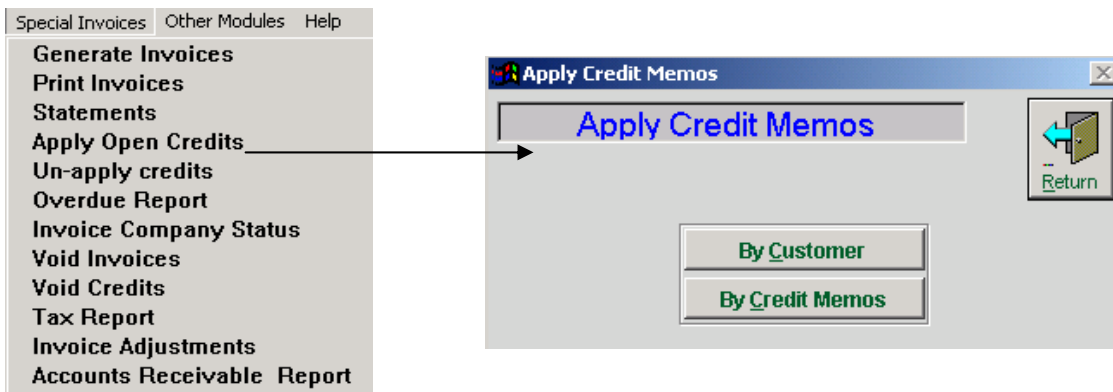 Special Invoices Other Modules Help
Generate Invoices
Print Invoices
Statements
Apply Open Credits
Un-apply credits
Overdue Report
Invoice Company Status
Void Invoices
Void Credits
Tax Report
Invoice Adjustments
Accounts Receivable Report
Apply Credit Memos
Apply Credit Memos
Return
By Customer
By Credit Memos